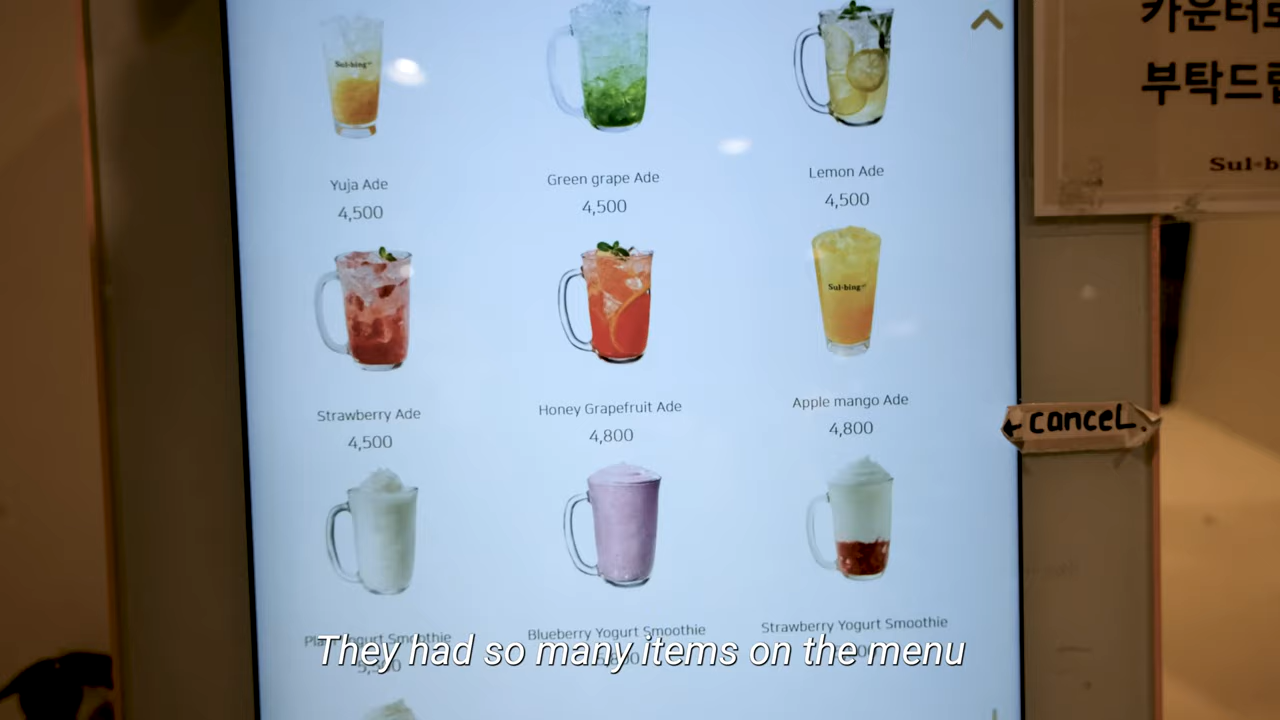 카운터로
부탁드립
Sul·b
Sul·bing
Yuja Ade
4,500
Green grape Ade
4,500
Lemon Ade
4,500
Strawberry Ade
4,500
Honey Grapefruit Ade
4,800
Sul·bing
Apple mango Ade
4,800
← cancel.
Yogurt Smoothie
Blueberry Yogurt Smoothie
Strawberry Yogurt Smoothie
They had so many items on the menu